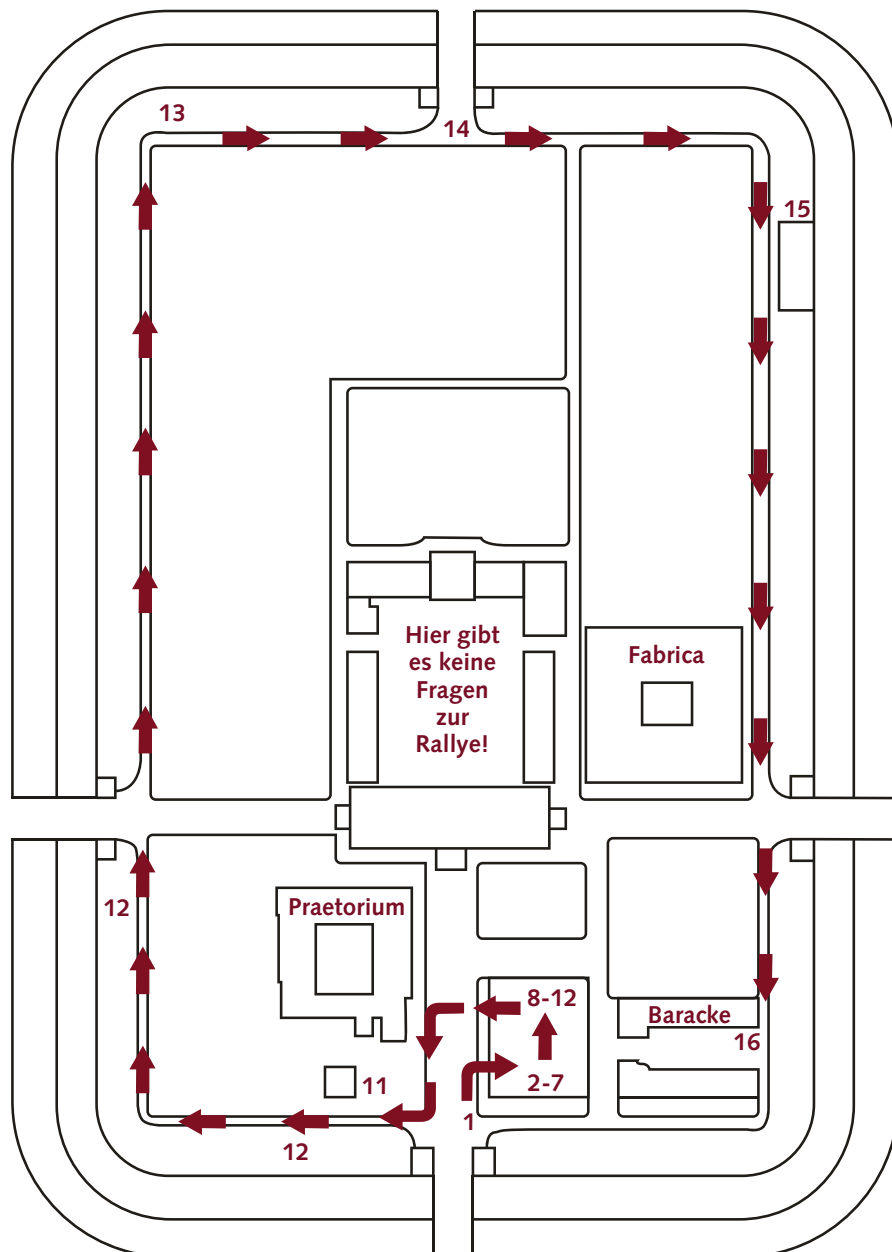 13
14
15
Hier gibt
es keine
Fragen
zur
Rallye!
Fabrica
12
Praetorium
8-12
Baracke
16
11
2-7
1
12